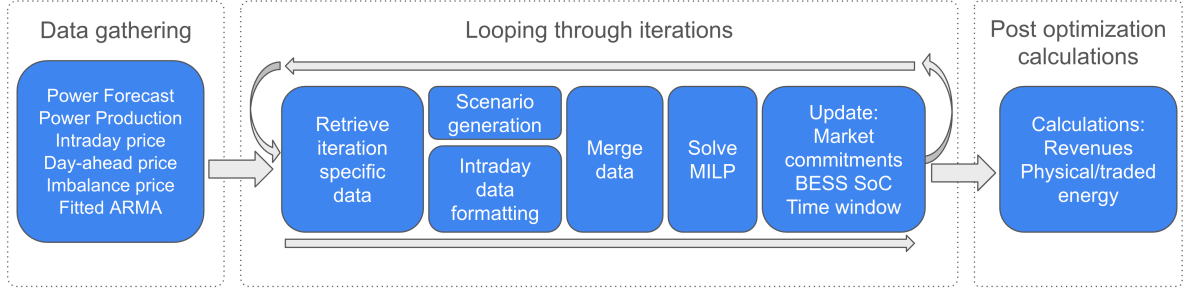 Data gathering
Power Forecast
Power Production
Intraday price
Day-ahead price
Imbalance price
Fitted ARMA
Looping through iterations
Retrieve
iteration
specific
data
Scenario
generation
Intraday
data
formatting
Merge
data
Solve
MILP
Update:
Market
commitments
BESS SoC
Time window
Post optimization
calculations
Calculations:
Revenues
Physical/traded
energy